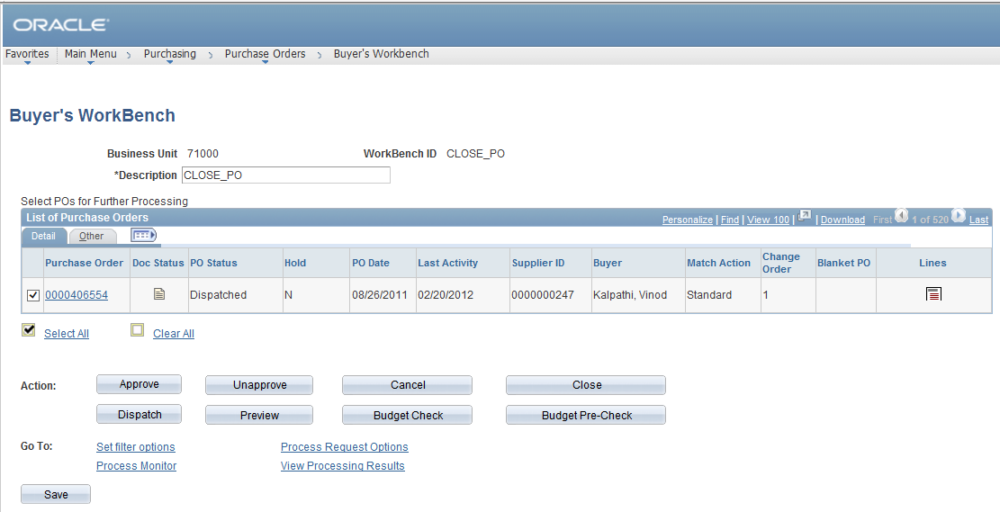 ORACLE
Favorites Main Menu > Purchasing > Purchase Orders > Buyer's Workbench
Buyer's WorkBench
Business Unit 71000 WorkBench ID CLOSE_PO
*Description CLOSE_PO
Select POs for Further Processing
List of Purchase Orders Personalize | Find | View 100 | | Download First 1 of 520 Last
Detail Other
Purchase Order Doc Status PO Status Hold PO Date Last Activity Supplier ID Buyer Match Action Change Order Blanket PO Lines
0000406554 Dispatched N 08/26/2011 02/20/2012 0000000247 Kalpathi, Vinod Standard 1
Select All Clear All
Action: Approve Unapprove Cancel Close
Dispatch Preview Budget Check Budget Pre-Check
Go To: Set filter options Process Request Options
Process Monitor View Processing Results
Save